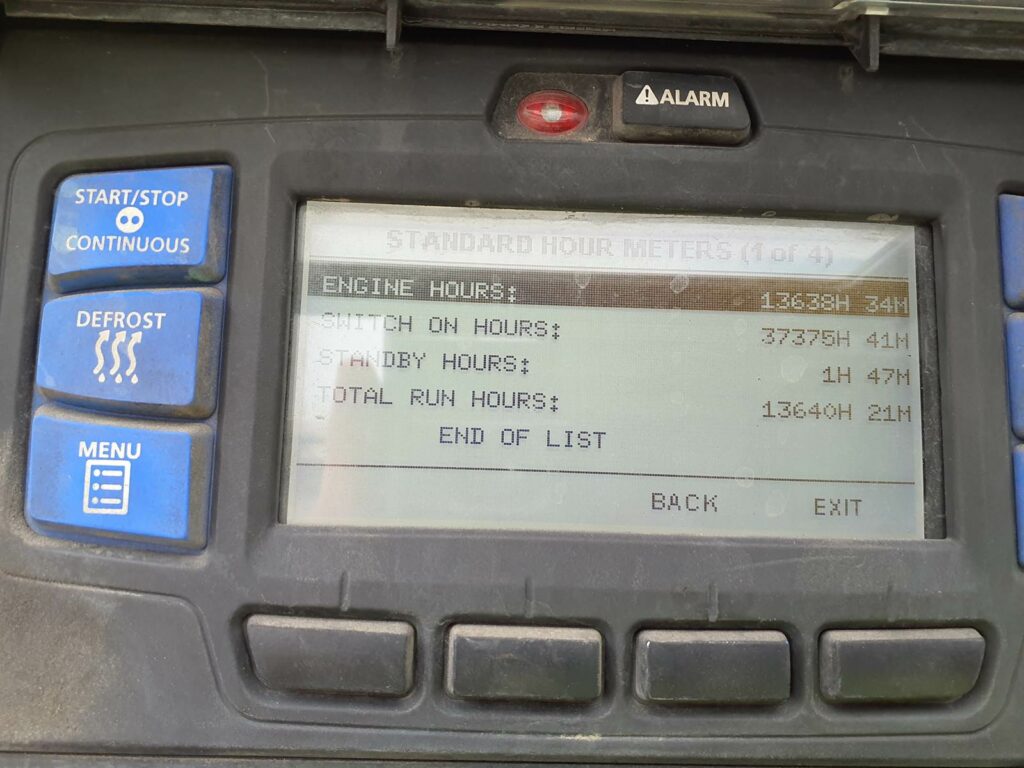 ALARM
START/STOP
CONTINUOUS
DEFROST
MENU
STANDARD HOUR METERS (1 of 4)
ENGINE HOURS: 13638H 34M
SWITCH ON HOURS: 37375H 41M
STANDBY HOURS: 1H 47M
TOTAL RUN HOURS: 13640H 21M
END OF LIST
BACK EXIT